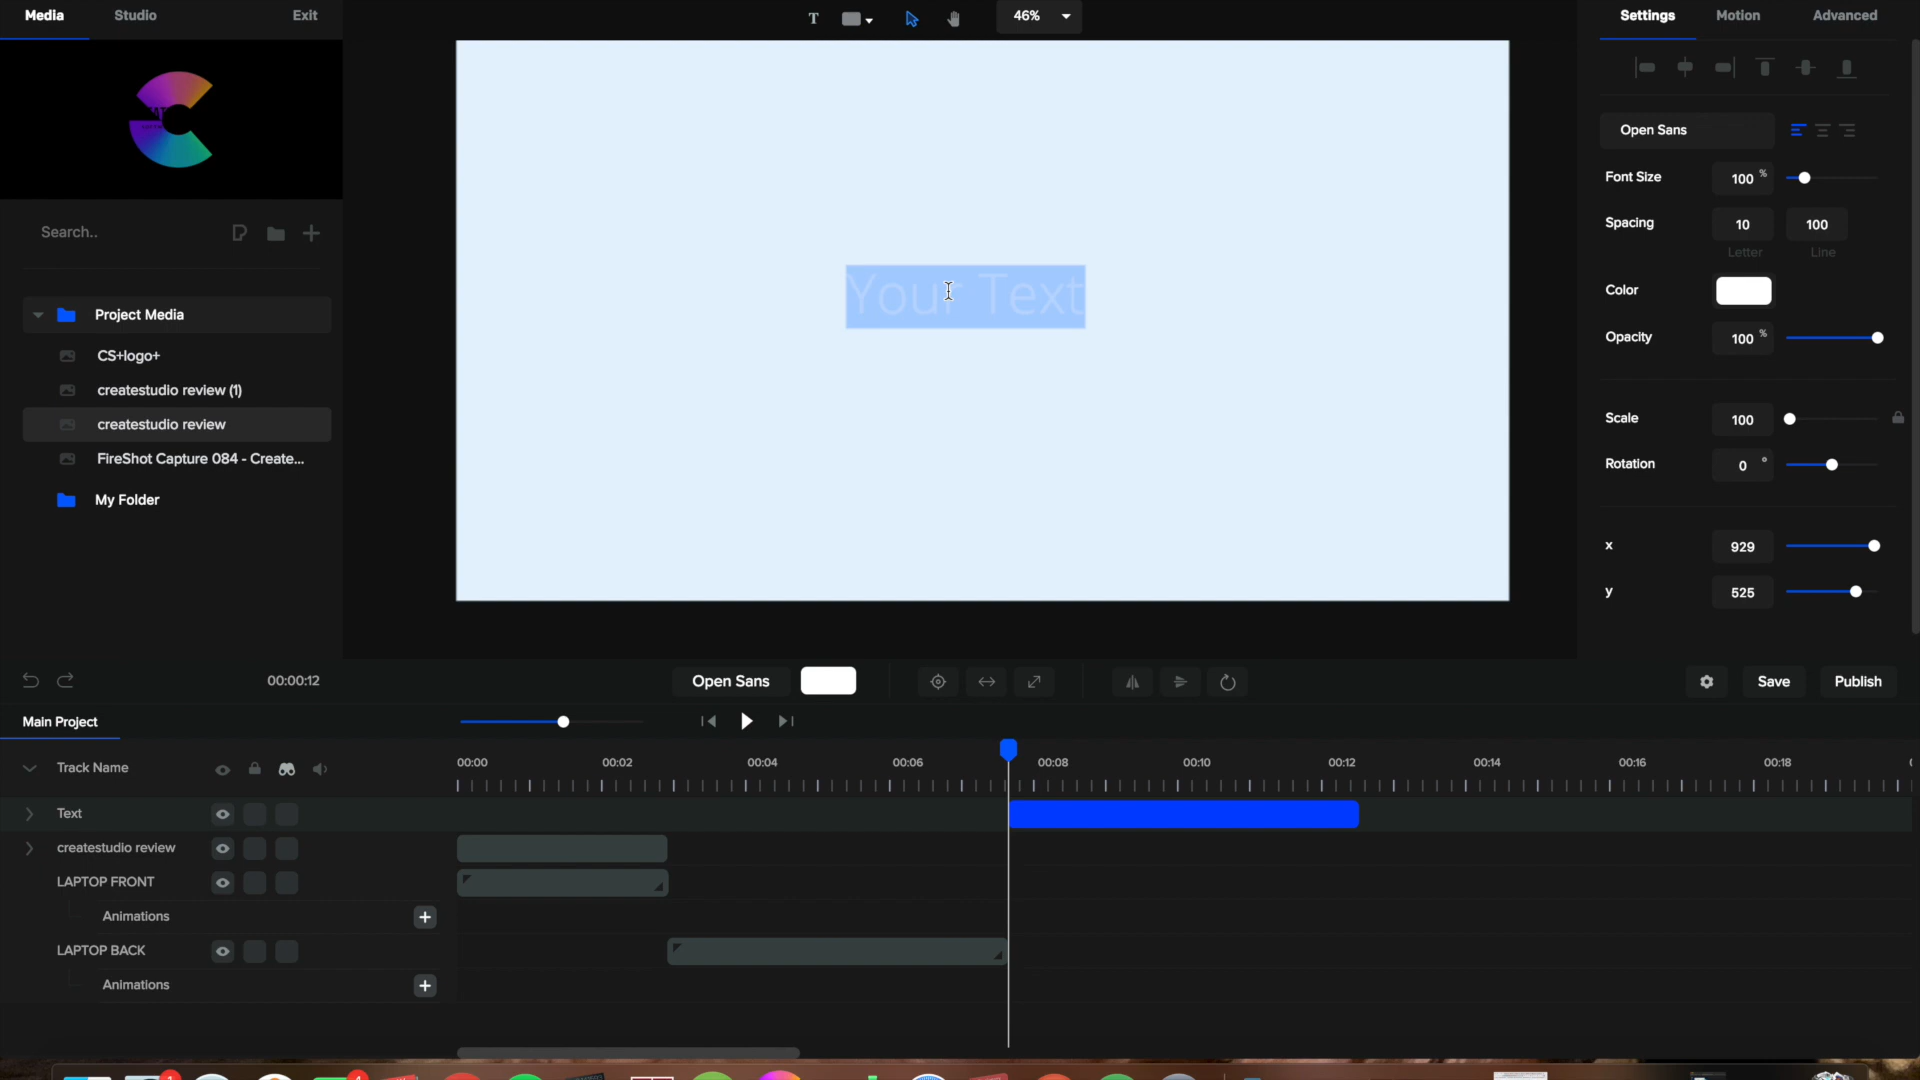 Media Studio Exit
46%
Settings Motion Advanced
Search..
Project Media
CS+logo+
createstudio review (1)
createstudio review
FireShot Capture 084 - Create...
My Folder
Your Text
Open Sans
Font Size 100 %
Spacing 10 100
Letter Line
Color
Opacity 100 %
Scale 100
Rotation 0 °
x 929
y 525
00:00:12
Open Sans
Save Publish
Main Project
Track Name
00:00 00:02 00:04 00:06 00:08 00:10 00:12 00:14 00:16 00:18
Text
createstudio review
LAPTOP FRONT
Animations
LAPTOP BACK
Animations